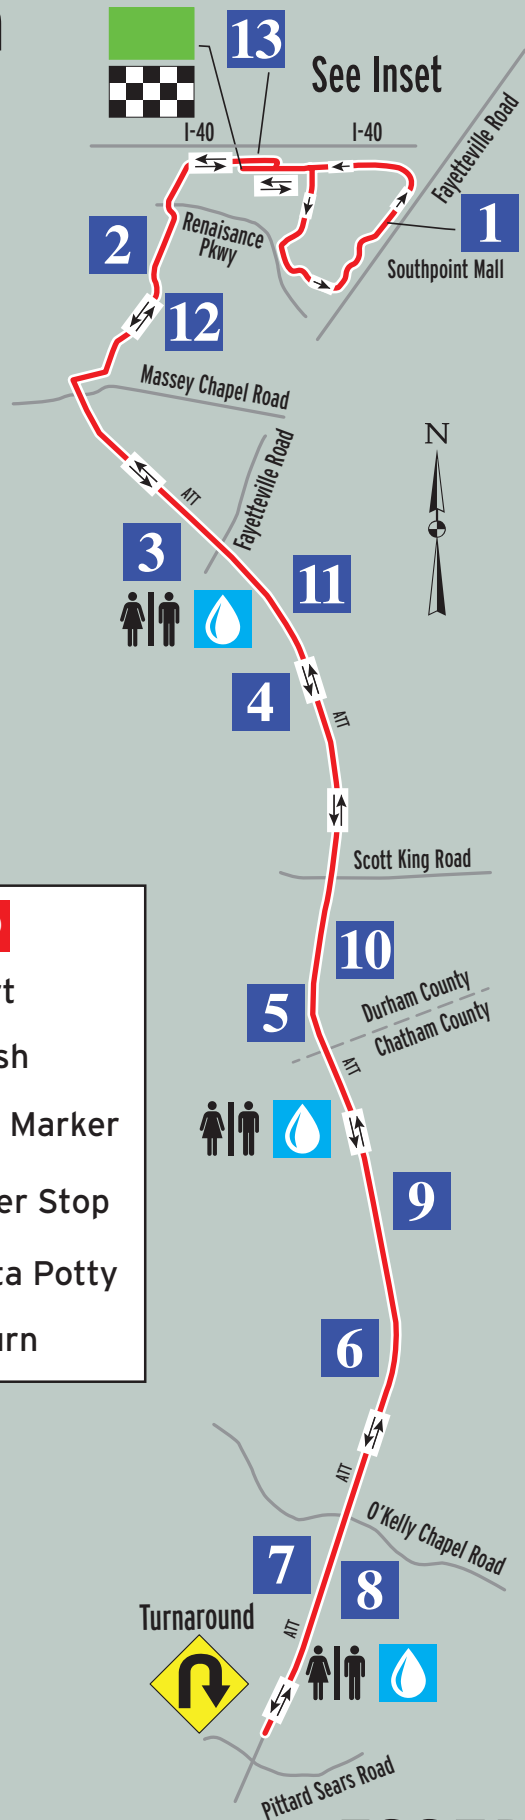 13
See Inset
I-40
I-40
Fayetteville Road
1
Renaisance
Pkwy
2
Southpoint Mall
12
Massey Chapel Road
N
ATT
Fayetteville Road
3
11
4
ATT
Scott King Road
10
Durham County
5
Chatham County
ATT
Marker
Stop
Potty
9
6
ATT
O'Kelly Chapel Road
7
8
Turnaround
ATT
Pittard Sears Road